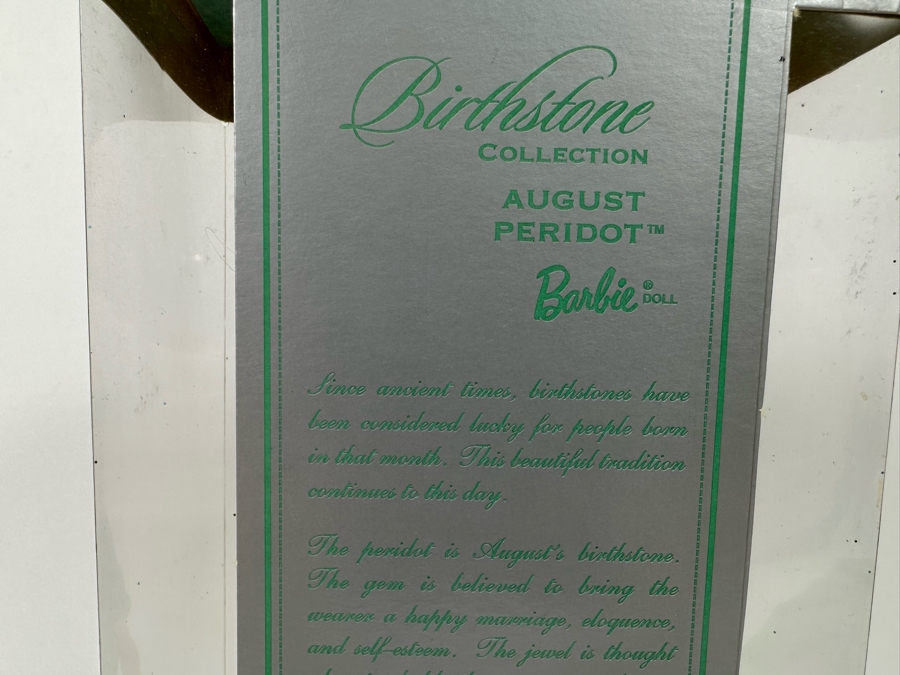 Birthstone
COLLECTION
AUGUST
PERIDOT™
Barbie® DOLL
Since ancient times, birthstones have
been considered lucky for people born
in that month. This beautiful tradition
continues to this day.
The peridot is August's birthstone.
The gem is believed to bring the
wearer a happy marriage, eloquence,
and self-esteem. The jewel is thought